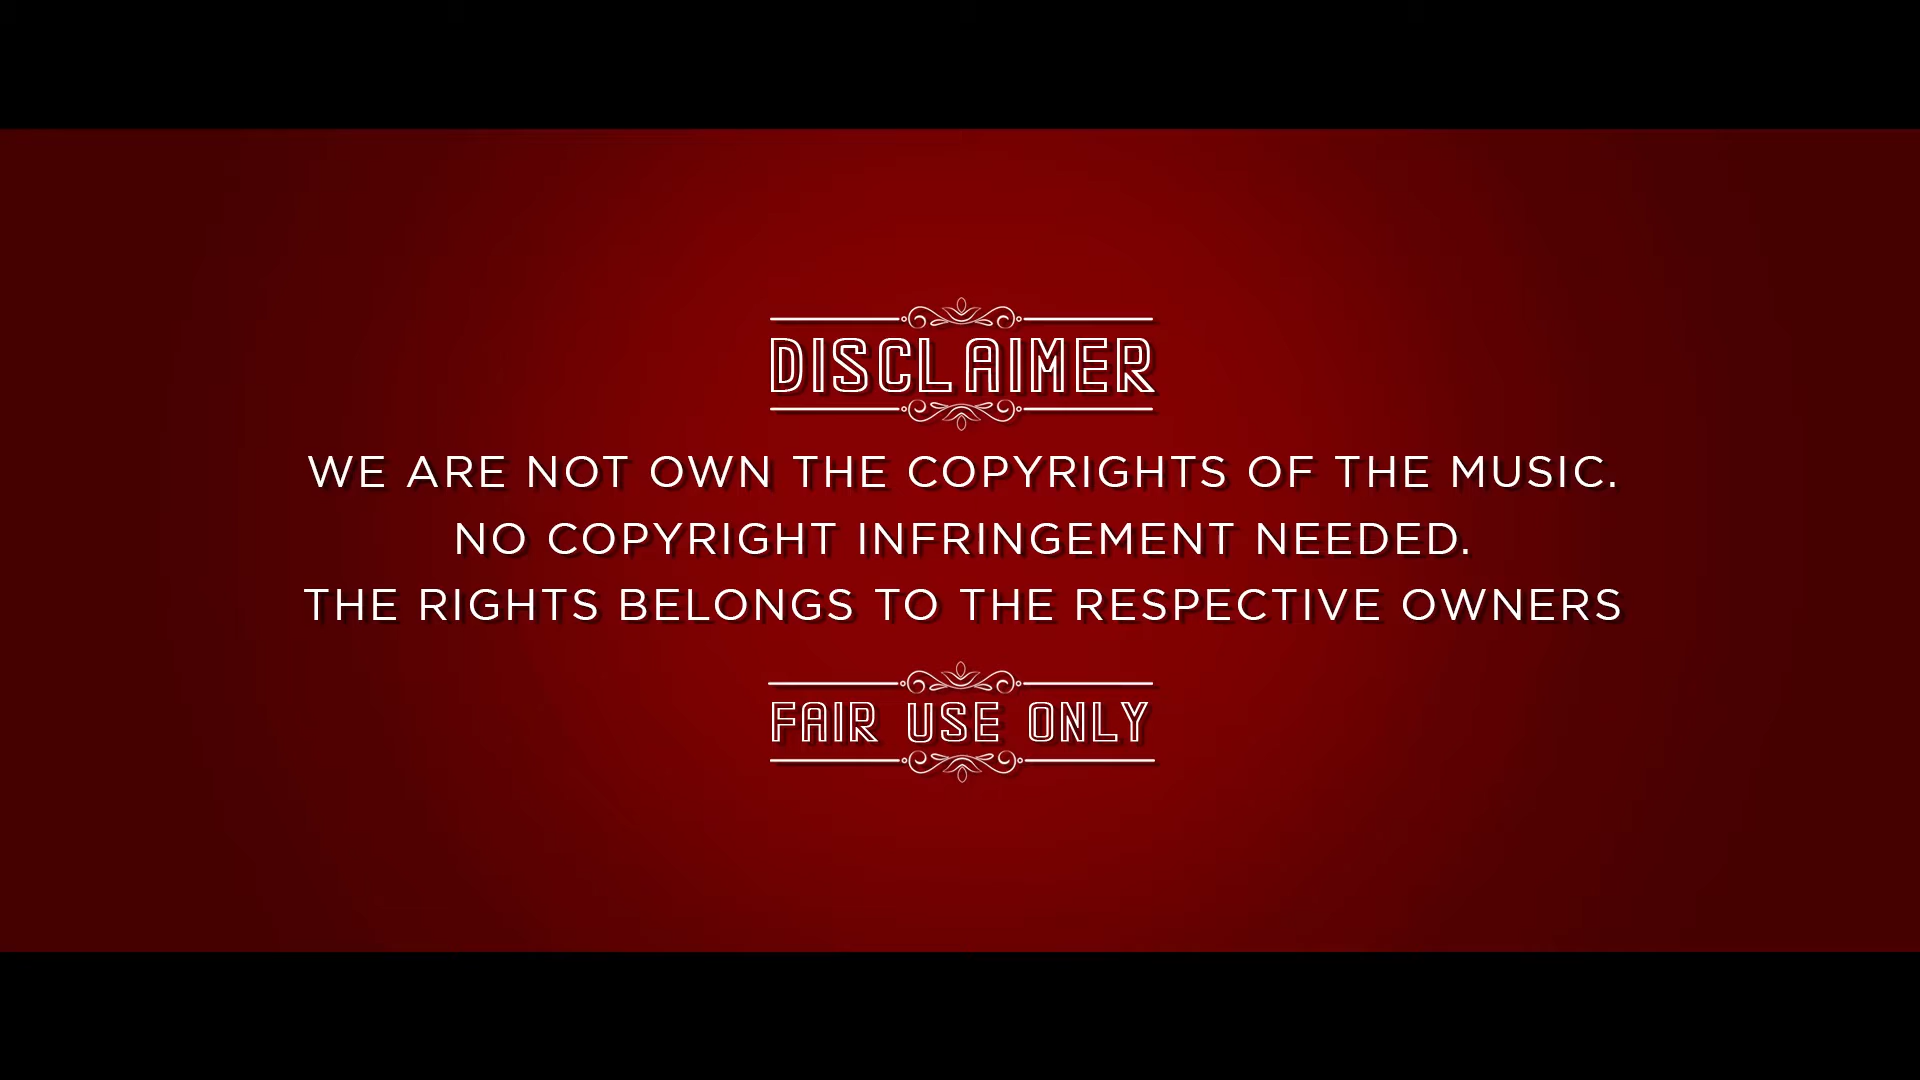 DISCLAIMER
WE ARE NOT OWN THE COPYRIGHTS OF THE MUSIC.
NO COPYRIGHT INFRINGEMENT NEEDED.
THE RIGHTS BELONGS TO THE RESPECTIVE OWNERS
FAIR USE ONLY